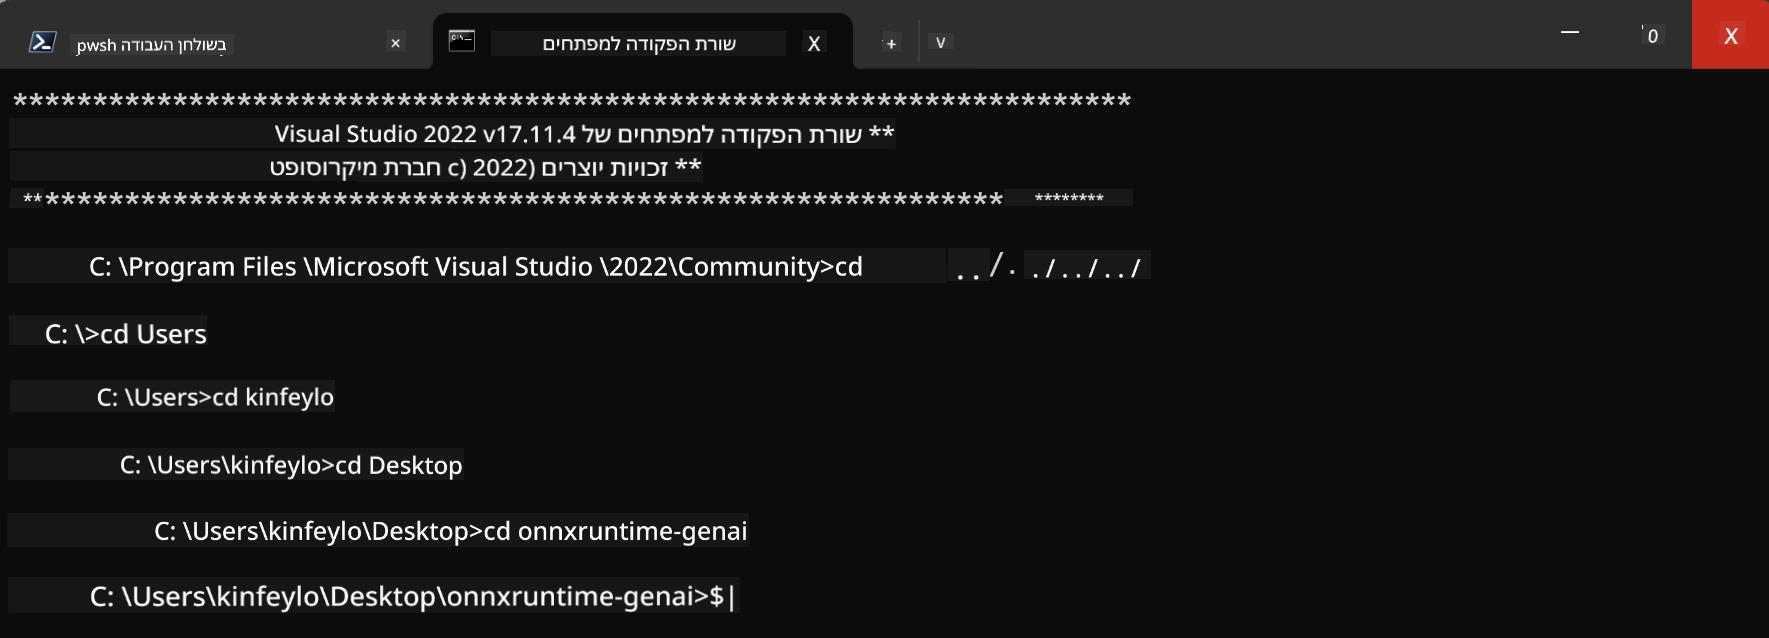 pwsh בשולחן העבודה × שורת הפקודה למפתחים X + v — 0 X
**********************************************************************
** שורת הפקודה למפתחים של Visual Studio 2022 v17.11.4
** זכויות יוצרים (c) 2022 חברת מיקרוסופט
**************************************************************** ********
C: \Program Files \Microsoft Visual Studio \2022\Community>cd ../. ./../../
C: \>cd Users
C: \Users>cd kinfeylo
C: \Users\kinfeylo>cd Desktop
C: \Users\kinfeylo\Desktop>cd onnxruntime-genai
C: \Users\kinfeylo\Desktop\onnxruntime-genai>$|